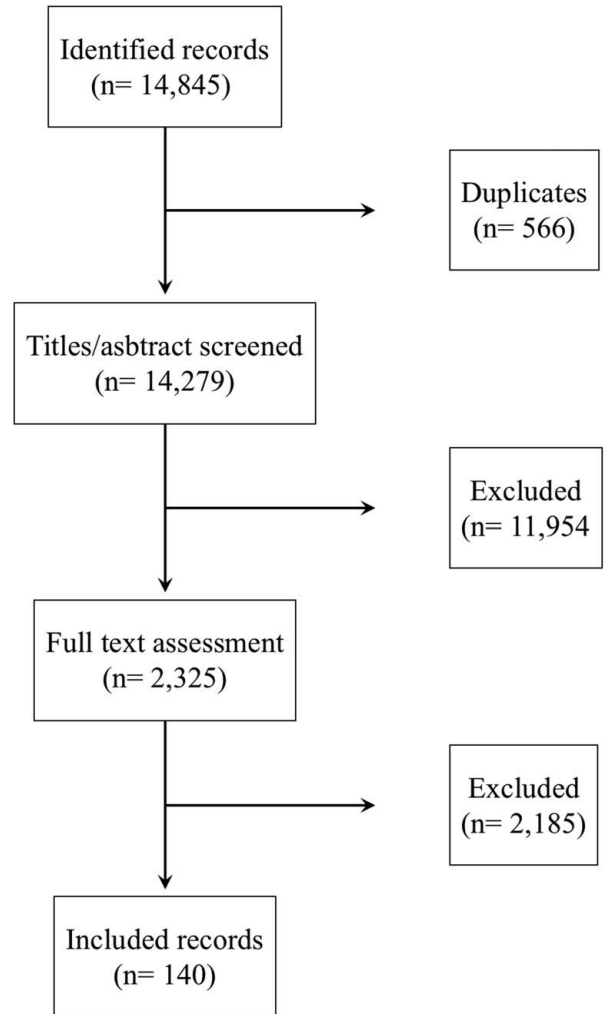 Identified records
(n= 14,845)
Duplicates
(n= 566)
Titles/asbtract screened
(n= 14,279)
Excluded
(n= 11,954
Full text assessment
(n= 2,325)
Excluded
(n= 2,185)
Included records
(n= 140)